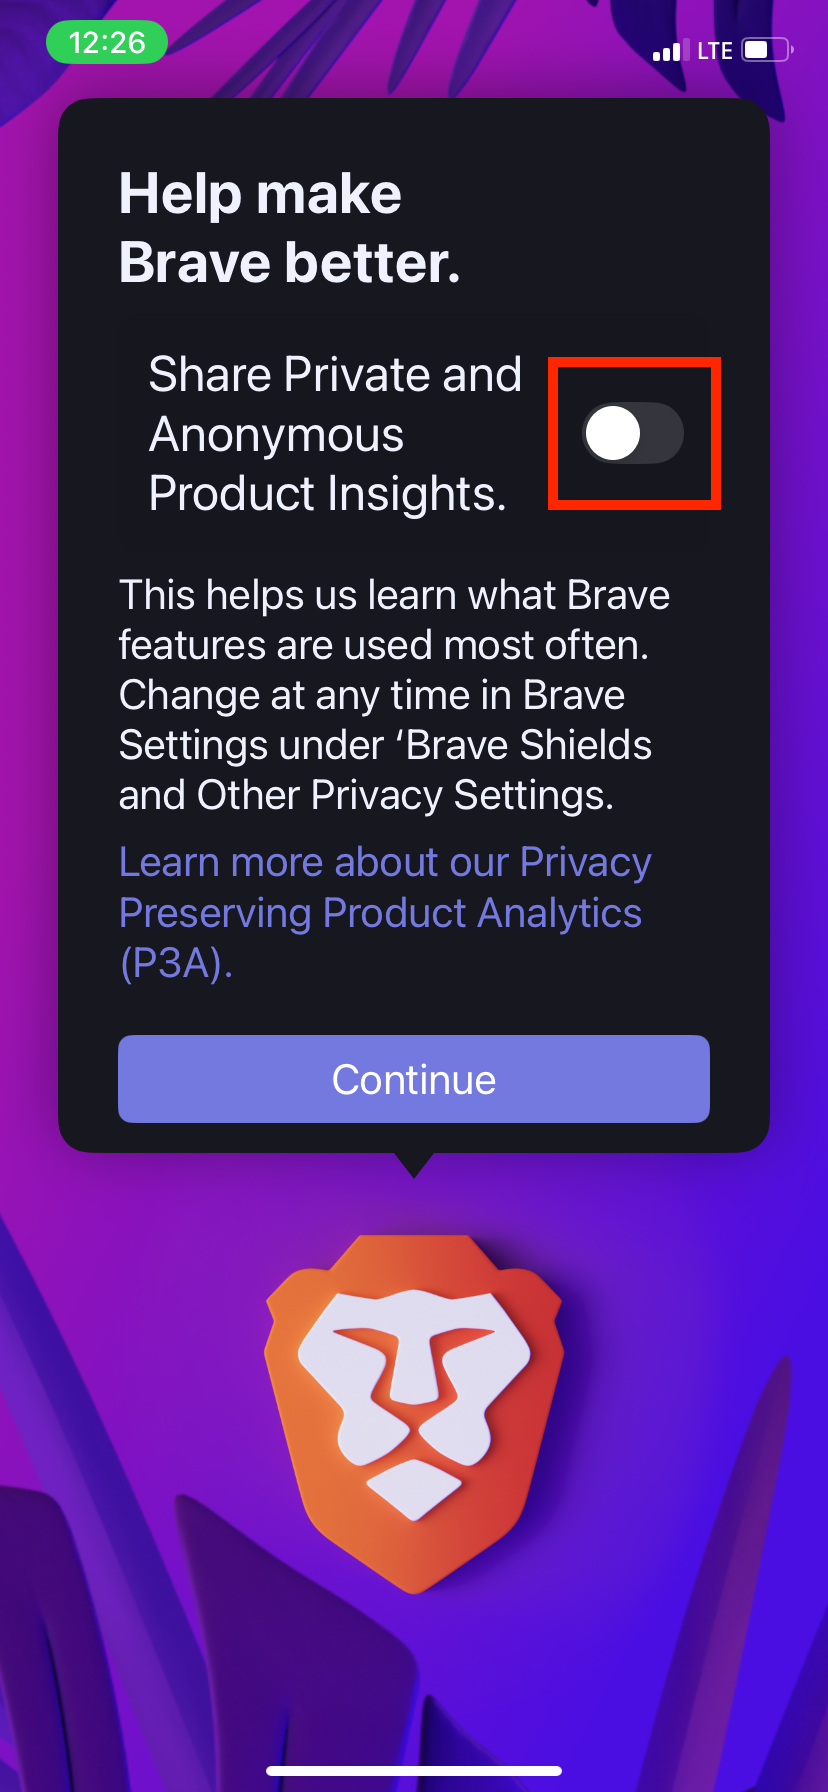 12:26
LTE
Help make
Brave better.
Share Private and
Anonymous
Product Insights.
This helps us learn what Brave
features are used most often.
Change at any time in Brave
Settings under ‘Brave Shields
and Other Privacy Settings.
Learn more about our Privacy
Preserving Product Analytics
(P3A).
Continue